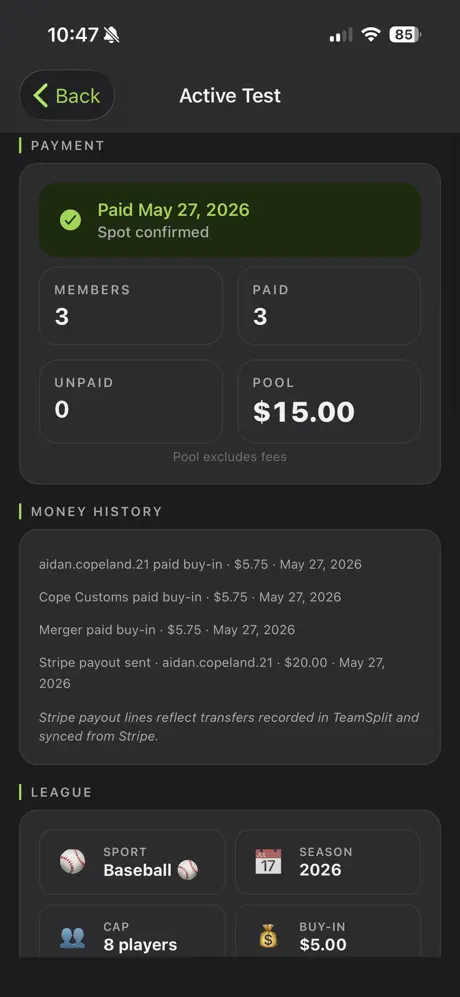 10:47
85
Back
Active Test
PAYMENT
Paid May 27, 2026
Spot confirmed
MEMBERS
3
PAID
3
UNPAID
0
POOL
$15.00
Pool excludes fees
MONEY HISTORY
aidan.copeland.21 paid buy-in · $5.75 · May 27, 2026
Cope Customs paid buy-in · $5.75 · May 27, 2026
Merger paid buy-in · $5.75 · May 27, 2026
Stripe payout sent · aidan.copeland.21 · $20.00 · May 27,
2026
Stripe payout lines reflect transfers recorded in TeamSplit and
synced from Stripe.
LEAGUE
SPORT
Baseball ⚾
17
SEASON
2026
CAP
8 players
BUY-IN
$5.00